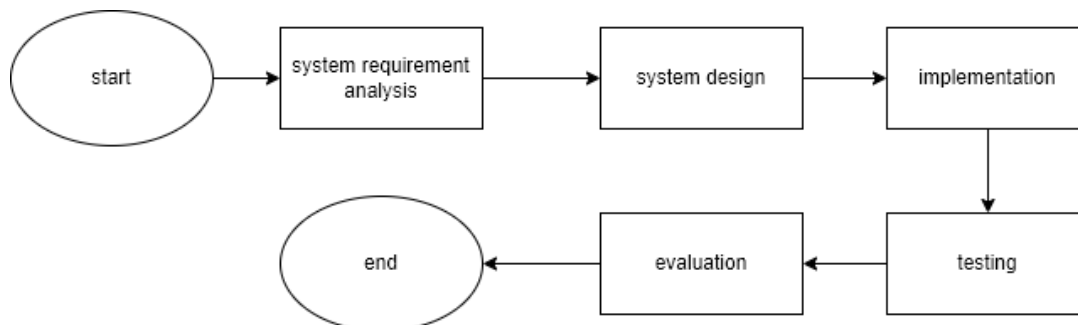 start
system requirement
analysis
system design
implementation
testing
evaluation
end